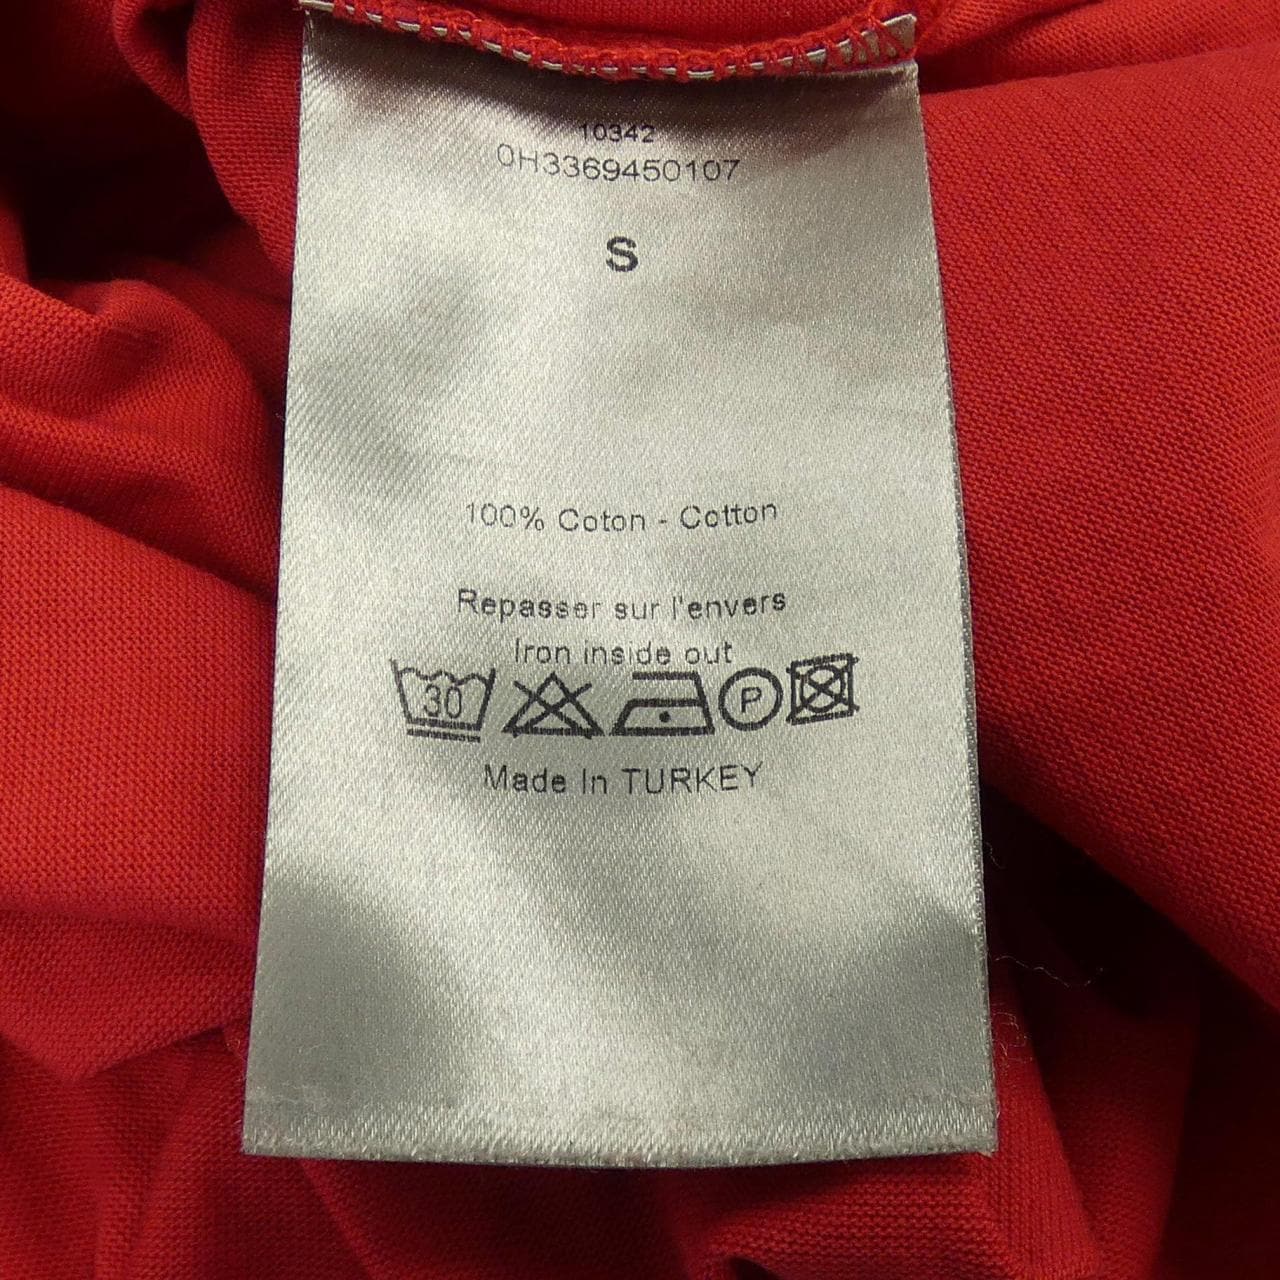 10342
0H3369450107
S
100% Coton - Cotton
Repasser sur l'envers
Iron inside out
30 P
Made In TURKEY